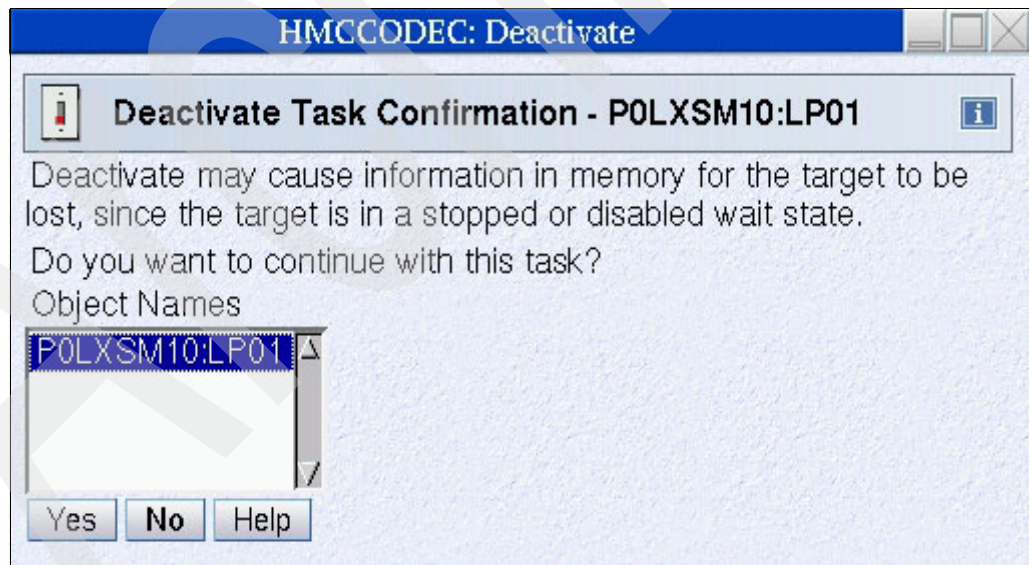 HMCCODEC: Deactivate
Deactivate Task Confirmation - P0LXSM10:LP01
Deactivate may cause information in memory for the target to be
lost, since the target is in a stopped or disabled wait state.
Do you want to continue with this task?
Object Names
P0LXSM10:LP01
Yes No Help